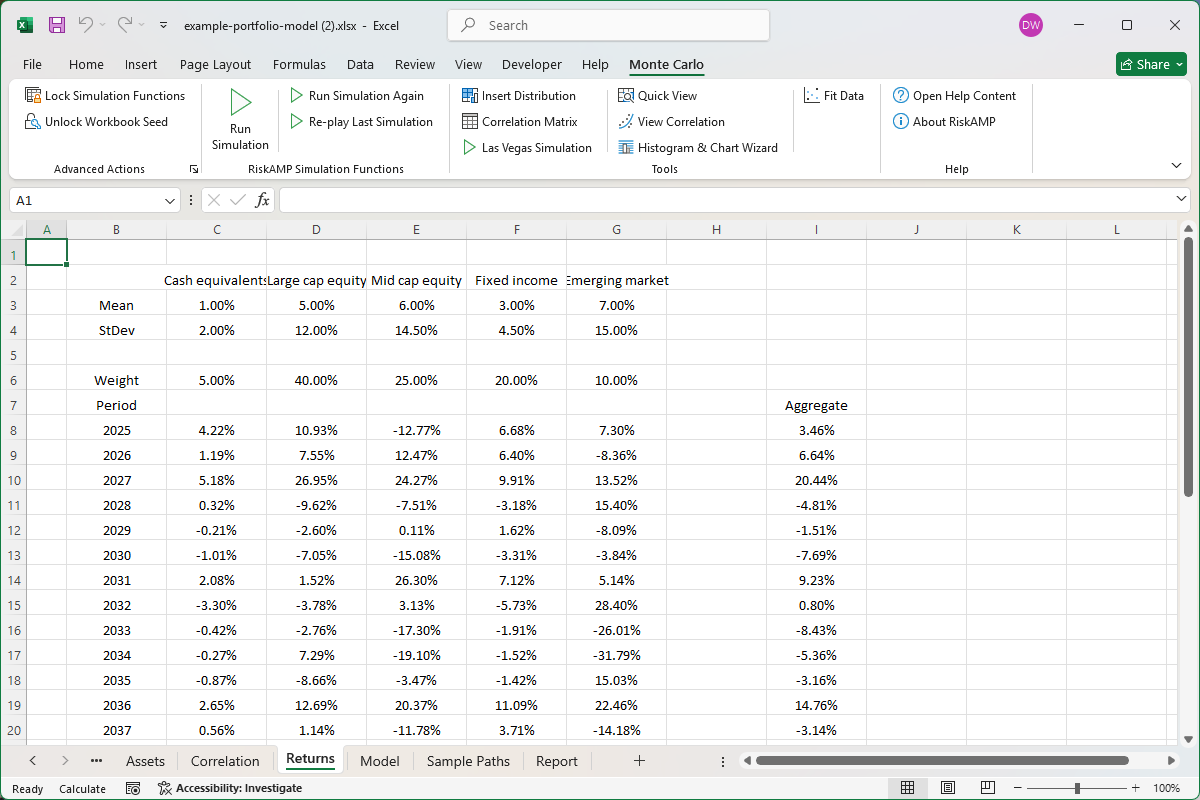 example-portfolio-model (2).xlsx - Excel
Search
DW
File Home Insert Page Layout Formulas Data Review View Developer Help Monte Carlo Share
Lock Simulation Functions
Unlock Workbook Seed
Advanced Actions
Run Simulation
Run Simulation Again
Re-play Last Simulation
RiskAMP Simulation Functions
Insert Distribution
Correlation Matrix
Las Vegas Simulation
Quick View
View Correlation
Histogram & Chart Wizard
Tools
Fit Data
Open Help Content
About RiskAMP
Help
A1 fx
A B C D E F G H I J K L
1
2 Cash equivalents Large cap equity Mid cap equity Fixed income Emerging market
3 Mean 1.00% 5.00% 6.00% 3.00% 7.00%
4 StDev 2.00% 12.00% 14.50% 4.50% 15.00%
5
6 Weight 5.00% 40.00% 25.00% 20.00% 10.00%
7 Period Aggregate
8 2025 4.22% 10.93% -12.77% 6.68% 7.30% 3.46%
9 2026 1.19% 7.55% 12.47% 6.40% -8.36% 6.64%
10 2027 5.18% 26.95% 24.27% 9.91% 13.52% 20.44%
11 2028 0.32% -9.62% -7.51% -3.18% 15.40% -4.81%
12 2029 -0.21% -2.60% 0.11% 1.62% -8.09% -1.51%
13 2030 -1.01% -7.05% -15.08% -3.31% -3.84% -7.69%
14 2031 2.08% 1.52% 26.30% 7.12% 5.14% 9.23%
15 2032 -3.30% -3.78% 3.13% -5.73% 28.40% 0.80%
16 2033 -0.42% -2.76% -17.30% -1.91% -26.01% -8.43%
17 2034 -0.27% 7.29% -19.10% -1.52% -31.79% -5.36%
18 2035 -0.87% -8.66% -3.47% -1.42% 15.03% -3.16%
19 2036 2.65% 12.69% 20.37% 11.09% 22.46% 14.76%
20 2037 0.56% 1.14% -11.78% 3.71% -14.18% -3.14%
Assets Correlation Returns Model Sample Paths Report
Ready Calculate Accessibility: Investigate 100%